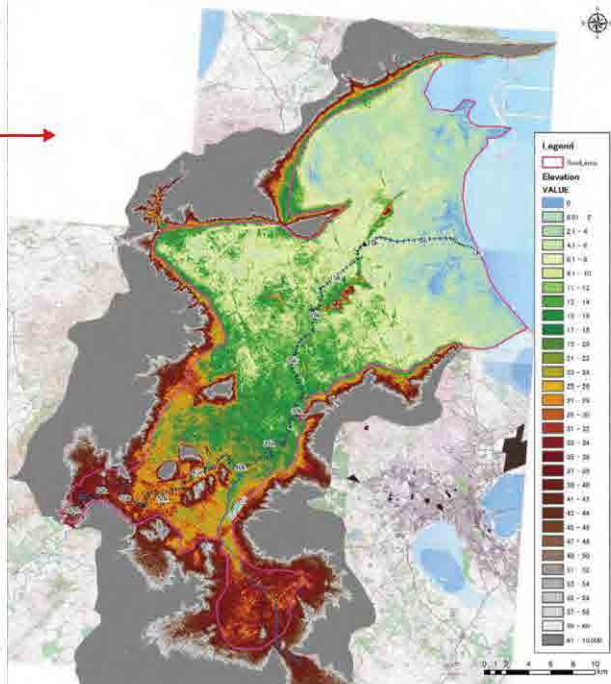 Legend
flood_area
Elevation
VALUE
0
0.01 - 2
2.1 - 4
4.1 - 6
6.1 - 8
8.1 - 10
11 - 12
13 - 14
15 - 16
17 - 18
19 - 20
21 - 22
23 - 24
25 - 26
27 - 28
29 - 30
31 - 32
33 - 34
35 - 36
37 - 38
39 - 40
41 - 42
43 - 44
45 - 46
47 - 48
49 - 50
51 - 52
53 - 54
55 - 56
57 - 58
59 - 60
61 - 10,000
0 1 2 4 6 8 10
km